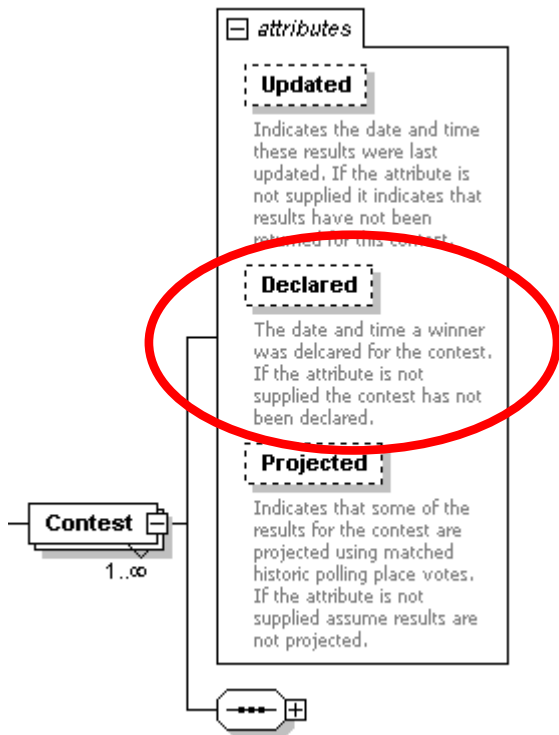 attributes
Updated
Indicates the date and time
these results were last
updated. If the attribute is
not supplied it indicates that
results have not been
returned for this contest.
Declared
The date and time a winner
was delcared for the contest.
If the attribute is not
supplied the contest has not
been declared.
Projected
Indicates that some of the
results for the contest are
projected using matched
historic polling place votes.
If the attribute is not
supplied assume results are
not projected.
Contest
1..∞